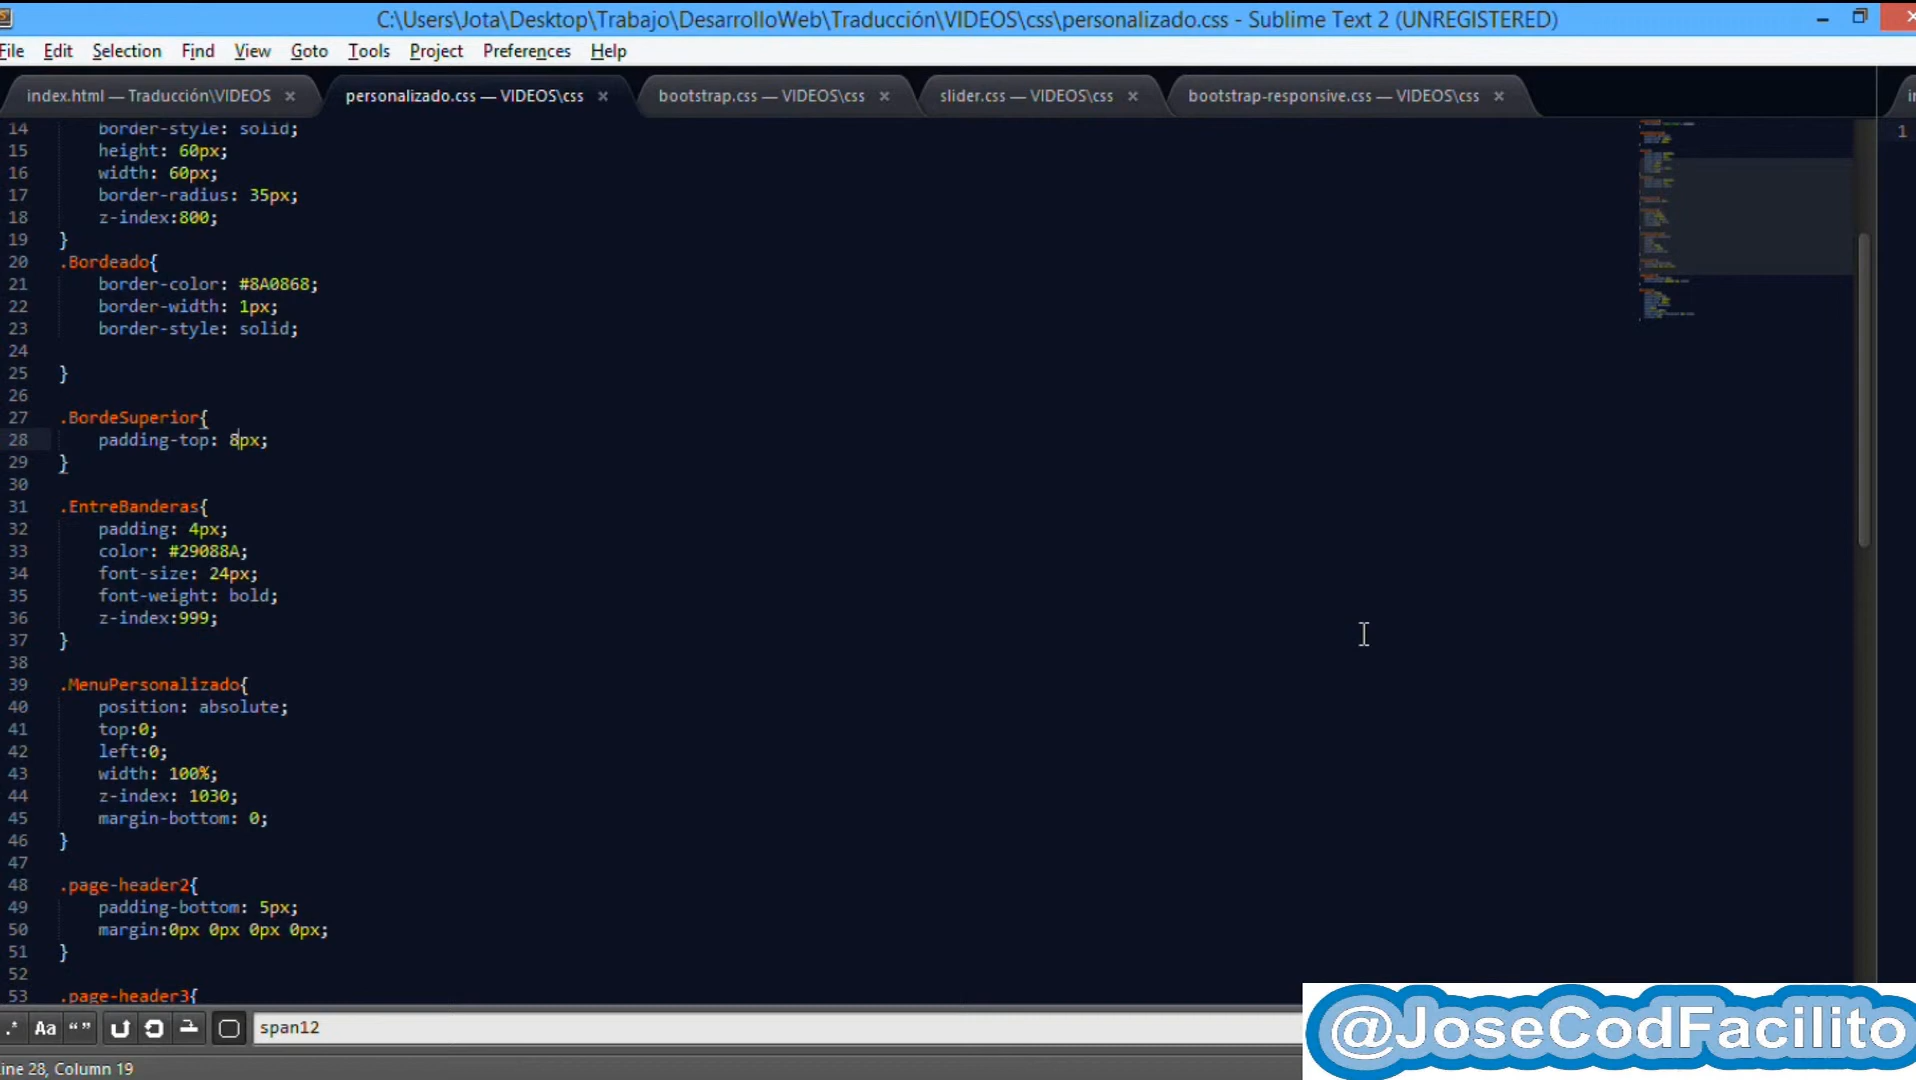 C:\Users\Jota\Desktop\Trabajo\DesarrolloWeb\Traducción\VIDEOS\css\personalizado.css - Sublime Text 2 (UNREGISTERED)
File Edit Selection Find View Goto Tools Project Preferences Help
index.html — Traducción\VIDEOS × personalizado.css — VIDEOS\css × bootstrap.css — VIDEOS\css × slider.css — VIDEOS\css × bootstrap-responsive.css — VIDEOS\css ×
14 border-style: solid;
15 height: 60px;
16 width: 60px;
17 border-radius: 35px;
18 z-index:800;
19 }
20 .Bordeado{
21 border-color: #8A0868;
22 border-width: 1px;
23 border-style: solid;
24
25 }
26
27 .BordeSuperior{
28 padding-top: 8px;
29 }
30
31 .EntreBanderas{
32 padding: 4px;
33 color: #29088A;
34 font-size: 24px;
35 font-weight: bold;
36 z-index:999;
37 }
38
39 .MenuPersonalizado{
40 position: absolute;
41 top:0;
42 left:0;
43 width: 100%;
44 z-index: 1030;
45 margin-bottom: 0;
46 }
47
48 .page-header2{
49 padding-bottom: 5px;
50 margin:0px 0px 0px 0px;
51 }
52
53 .page-header3{
1
.* Aa “” span12
ine 28, Column 19
@JoseCodFacilito